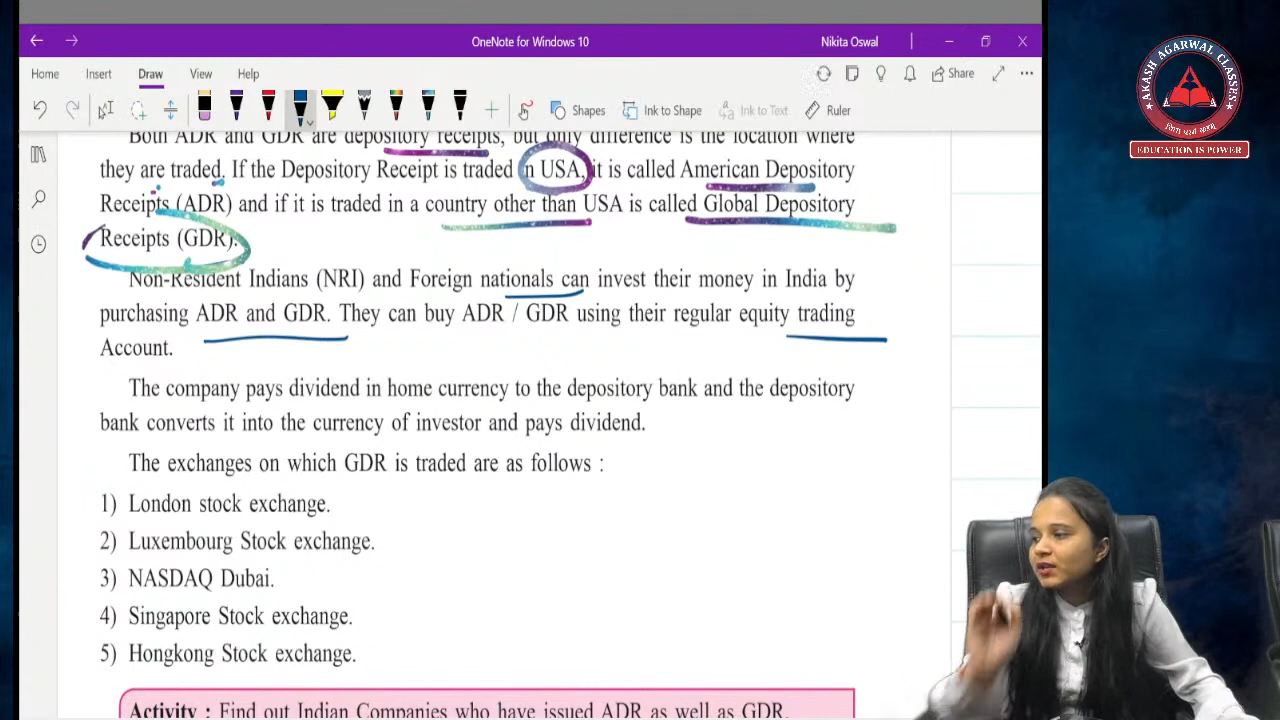 OneNote for Windows 10
Nikita Oswal
Home Insert Draw View Help
Share
Shapes Ink to Shape Ink to Text Ruler
Both ADR and GDR are depository receipts, but only difference is the location where
they are traded. If the Depository Receipt is traded in USA, it is called American Depository
Receipts (ADR) and if it is traded in a country other than USA is called Global Depository
Receipts (GDR).
Non-Resident Indians (NRI) and Foreign nationals can invest their money in India by
purchasing ADR and GDR. They can buy ADR / GDR using their regular equity trading
Account.
The company pays dividend in home currency to the depository bank and the depository
bank converts it into the currency of investor and pays dividend.
The exchanges on which GDR is traded are as follows :
1) London stock exchange.
2) Luxembourg Stock exchange.
3) NASDAQ Dubai.
4) Singapore Stock exchange.
5) Hongkong Stock exchange.
Activity : Find out Indian Companies who have issued ADR as well as GDR.
AKASH AGARWAL CLASSES
EDUCATION IS POWER